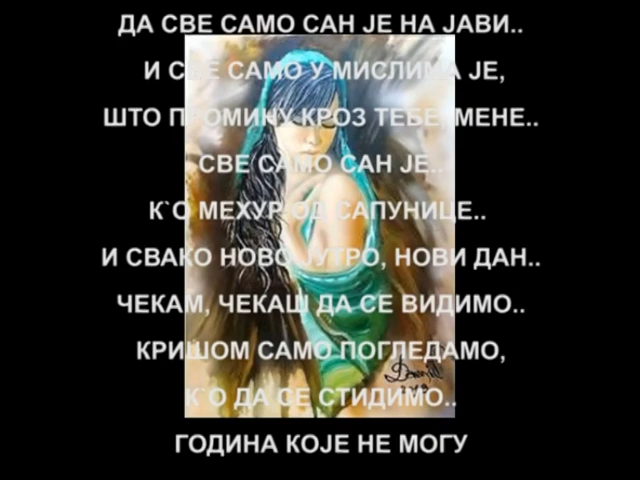 ДА СВЕ САМО САН ЈЕ НА ЈАВИ..
И СВЕ САМО У МИСЛИМА ЈЕ,
ШТО ПРОМИНУ КРОЗ ТЕБЕ, МЕНЕ..
СВЕ САМО САН ЈЕ..
К`О МЕХУР ОД САПУНИЦЕ..
И СВАКО НОВО ЈУТРО, НОВИ ДАН..
ЧЕКАМ, ЧЕКАШ ДА СЕ ВИДИМО..
КРИШОМ САМО ПОГЛЕДАМО,
К`О ДА СЕ СТИДИМО..
ГОДИНА КОЈЕ НЕ МОГУ